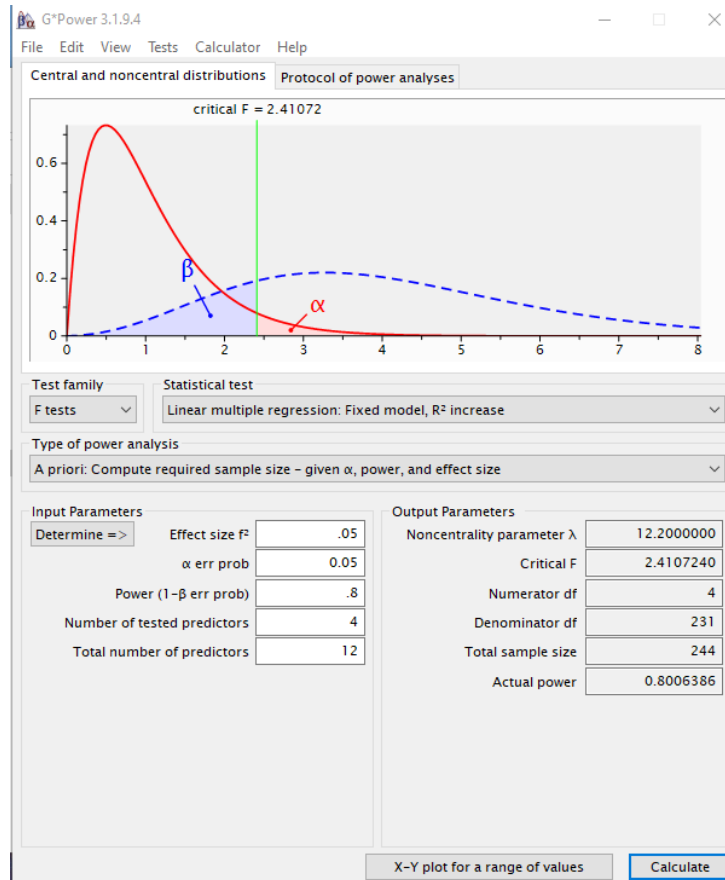 G*Power 3.1.9.4
File Edit View Tests Calculator Help
Central and noncentral distributions Protocol of power analyses
critical F = 2.41072
0.6
0.4
0.2
0
β
α
0 1 2 3 4 5 6 7 8
Test family Statistical test
F tests Linear multiple regression: Fixed model, R² increase
Type of power analysis
A priori: Compute required sample size – given α, power, and effect size
Input Parameters Output Parameters
Determine => Effect size f² .05 Noncentrality parameter λ 12.2000000
α err prob 0.05 Critical F 2.4107240
Power (1-β err prob) .8 Numerator df 4
Number of tested predictors 4 Denominator df 231
Total number of predictors 12 Total sample size 244
Actual power 0.8006386
X-Y plot for a range of values Calculate